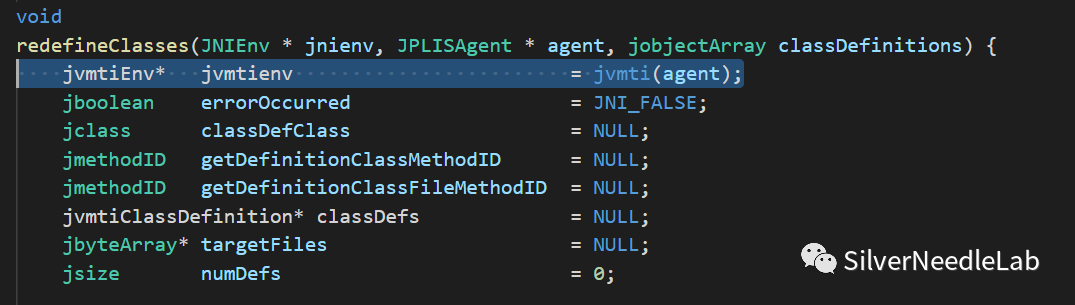 void
redefineClasses(JNIEnv * jnienv, JPLISAgent * agent, jobjectArray classDefinitions) {
    jvmtiEnv*   jvmtienv                        = jvmti(agent);
    jboolean    errorOccurred                   = JNI_FALSE;
    jclass      classDefClass                   = NULL;
    jmethodID   getDefinitionClassMethodID      = NULL;
    jmethodID   getDefinitionClassFileMethodID  = NULL;
    jvmtiClassDefinition* classDefs             = NULL;
    jbyteArray* targetFiles                     = NULL;
    jsize       numDefs                         = 0;
SilverNeedleLab